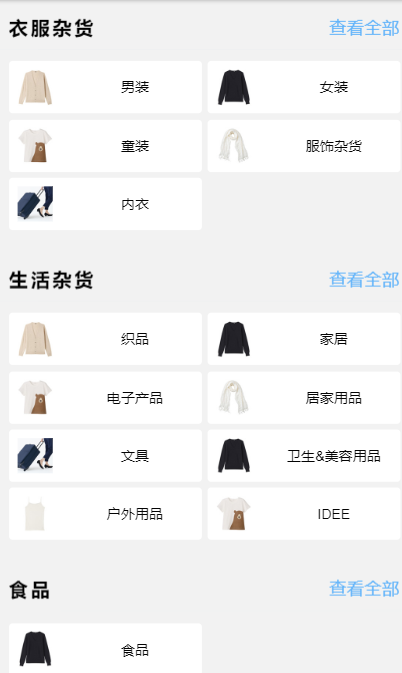 衣服杂货 查看全部
男装 女装
童装 服饰杂货
内衣
生活杂货 查看全部
织品 家居
电子产品 居家用品
文具 卫生&美容用品
户外用品 IDEE
食品 查看全部
食品